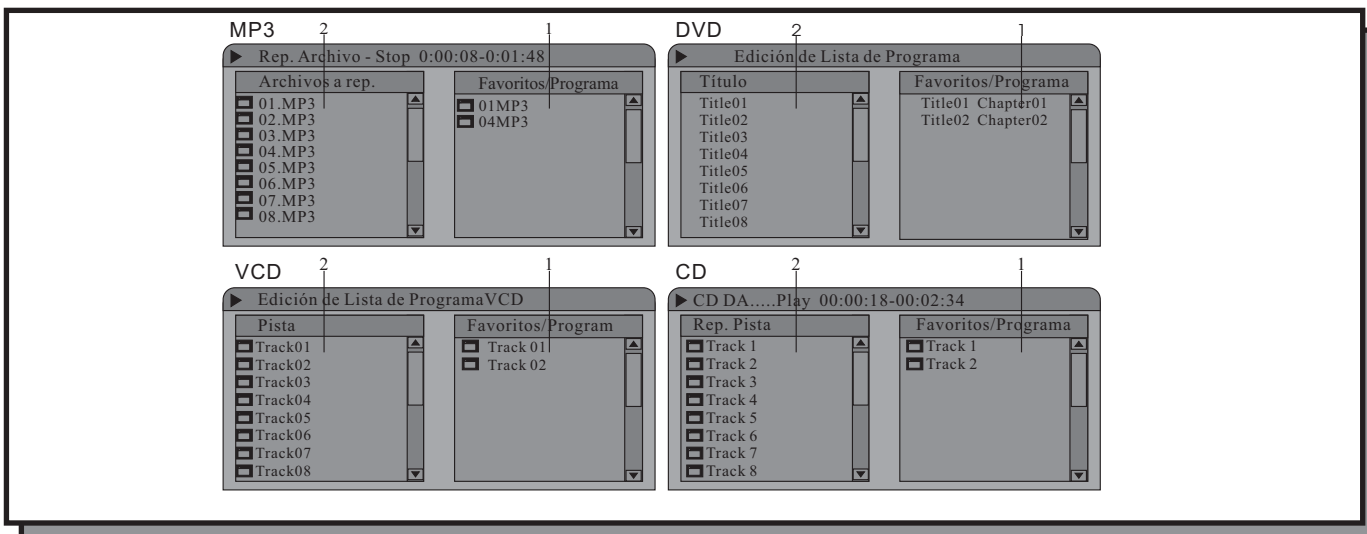 MP3
2
1
Rep. Archivo - Stop 0:00:08-0:01:48
Archivos a rep.
01.MP3
02.MP3
03.MP3
04.MP3
05.MP3
06.MP3
07.MP3
08.MP3
Favoritos/Programa
01MP3
04MP3
DVD
2
1
Edición de Lista de Programa
Título
Title01
Title02
Title03
Title04
Title05
Title06
Title07
Title08
Favoritos/Programa
Title01 Chapter01
Title02 Chapter02
VCD
2
1
Edición de Lista de ProgramaVCD
Pista
Track01
Track02
Track03
Track04
Track05
Track06
Track07
Track08
Favoritos/Program
Track 01
Track 02
CD
2
1
CD DA.....Play 00:00:18-00:02:34
Rep. Pista
Track 1
Track 2
Track 3
Track 4
Track 5
Track 6
Track 7
Track 8
Favoritos/Programa
Track 1
Track 2